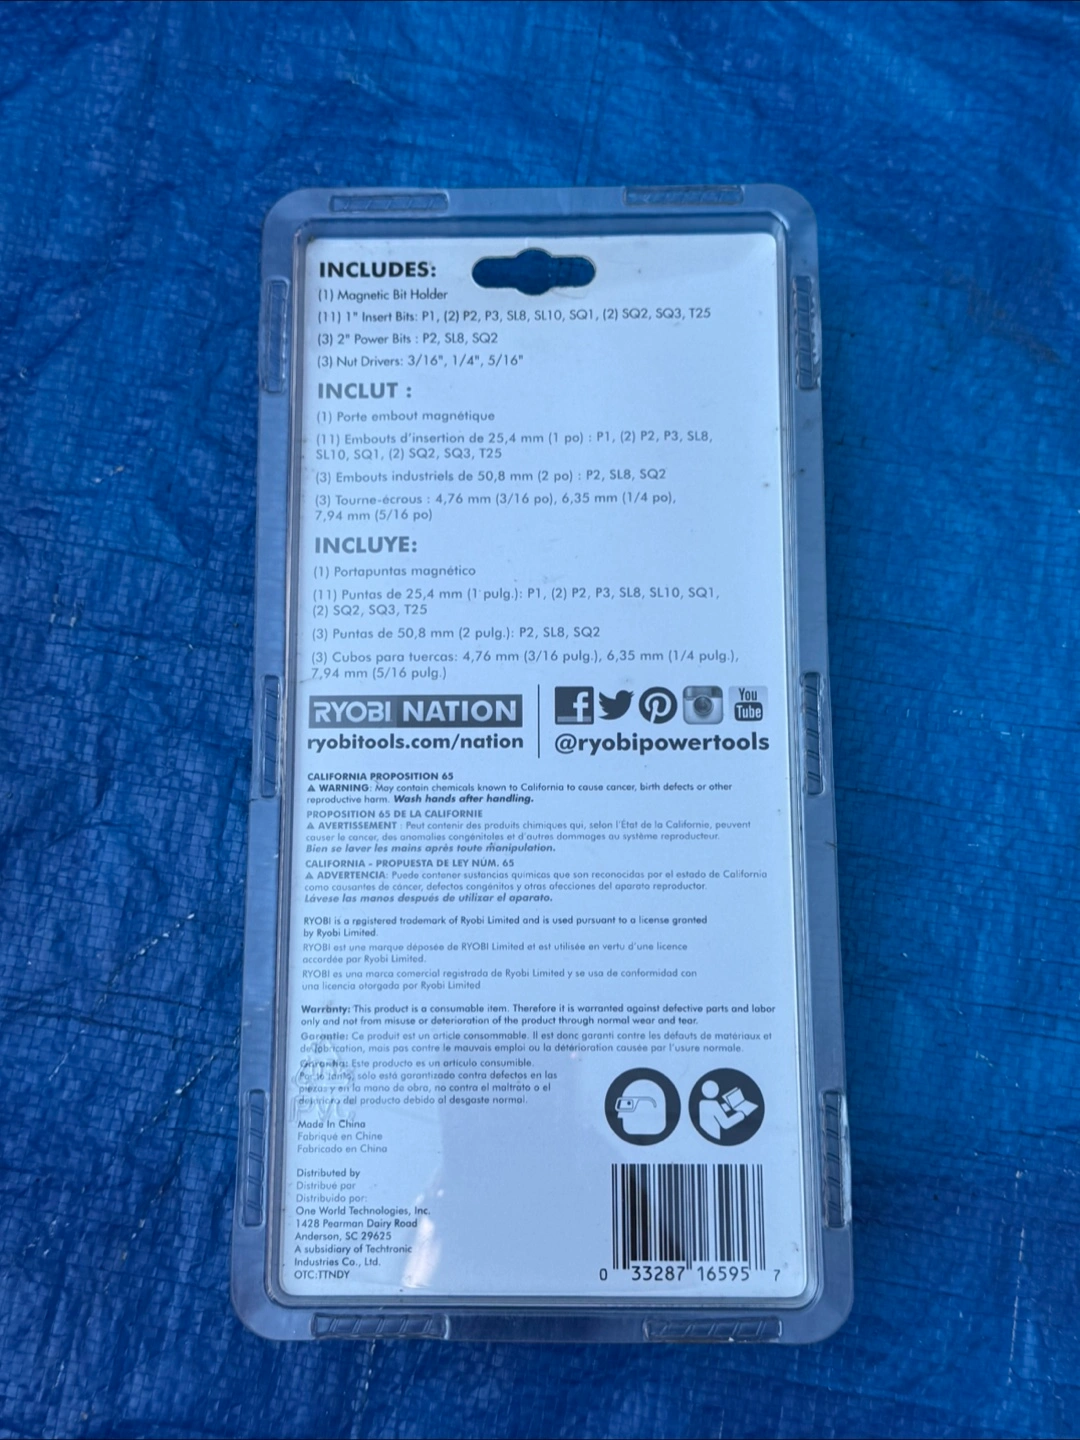 INCLUDES:
(1) Magnetic Bit Holder
(11) 1" Insert Bits: P1, (2) P2, P3, SL8, SL10, SQ1, (2) SQ2, SQ3, T25
(3) 2" Power Bits : P2, SL8, SQ2
(3) Nut Drivers: 3/16", 1/4", 5/16"
INCLUT :
(1) Porte embout magnétique
(11) Embouts d'insertion de 25,4 mm (1 po) : P1, (2) P2, P3, SL8,
SL10, SQ1, (2) SQ2, SQ3, T25
(3) Embouts industriels de 50,8 mm (2 po) : P2, SL8, SQ2
(3) Tourne-écrous : 4,76 mm (3/16 po), 6,35 mm (1/4 po),
7,94 mm (5/16 po)
INCLUYE:
(1) Portapuntas magnético
(11) Puntas de 25,4 mm (1 pulg.): P1, (2) P2, P3, SL8, SL10, SQ1,
(2) SQ2, SQ3, T25
(3) Puntas de 50,8 mm (2 pulg.): P2, SL8, SQ2
(3) Cubos para tuercas: 4,76 mm (3/16 pulg.), 6,35 mm (1/4 pulg.),
7,94 mm (5/16 pulg.)
RYOBI NATION
ryobitools.com/nation
You
Tube
@ryobipowertools
CALIFORNIA PROPOSITION 65
⚠ WARNING: May contain chemicals known to California to cause cancer, birth defects or other
reproductive harm. Wash hands after handling.
PROPOSITION 65 DE LA CALIFORNIE
⚠ AVERTISSEMENT : Peut contenir des produits chimiques qui, selon l'État de la Californie, peuvent
causer le cancer, des anomalies congénitales et d'autres dommages au système reproducteur.
Bien se laver les mains après toute manipulation.
CALIFORNIA - PROPUESTA DE LEY NÚM. 65
⚠ ADVERTENCIA: Puede contener sustancias químicas que son reconocidas por el estado de California
como causantes de cáncer, defectos congénitos y otras afecciones del aparato reproductor.
Lávese las manos después de utilizar el aparato.
RYOBI is a registered trademark of Ryobi Limited and is used pursuant to a license granted
by Ryobi Limited.
RYOBI est une marque déposée de RYOBI Limited et est utilisée en vertu d'une licence
accordée par Ryobi Limited.
RYOBI es una marca comercial registrada de Ryobi Limited y se usa de conformidad con
una licencia otorgada por Ryobi Limited
Warranty: This product is a consumable item. Therefore it is warranted against defective parts and labor
only and not from misuse or deterioration of the product through normal wear and tear.
Garantie: Ce produit est un article consommable. Il est donc garanti contre les défauts de matériaux et
de fabrication, mais pas contre le mauvais emploi ou la détérioration causée par l'usure normale.
Garantía: Este producto es un artículo consumible.
Por lo tanto, sólo está garantizado contra defectos en las
piezas y en la mano de obra, no contra el maltrato o el
deterioro del producto debido al desgaste normal.
PVC
Made In China
Fabriqué en Chine
Fabricado en China
Distributed by
Distribué par
Distribuido por:
One World Technologies, Inc.
1428 Pearman Dairy Road
Anderson, SC 29625
A subsidiary of Techtronic
Industries Co., Ltd.
OTC:TTNDY
0 33287 16595 7